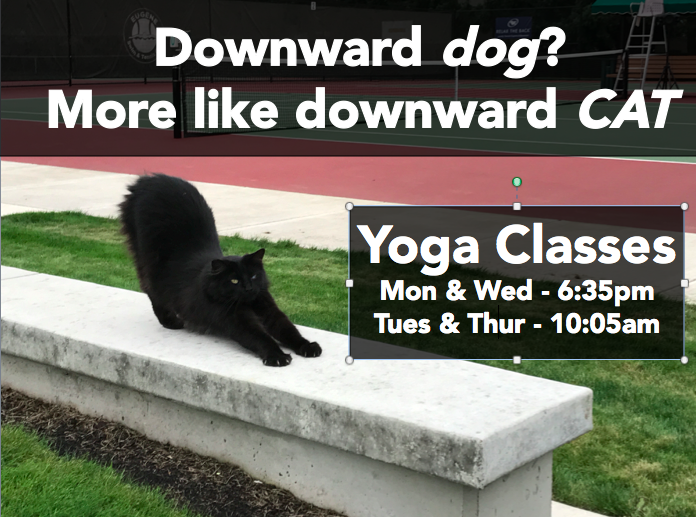 Downward dog?
More like downward CAT
Yoga Classes
Mon & Wed - 6:35pm
Tues & Thur - 10:05am